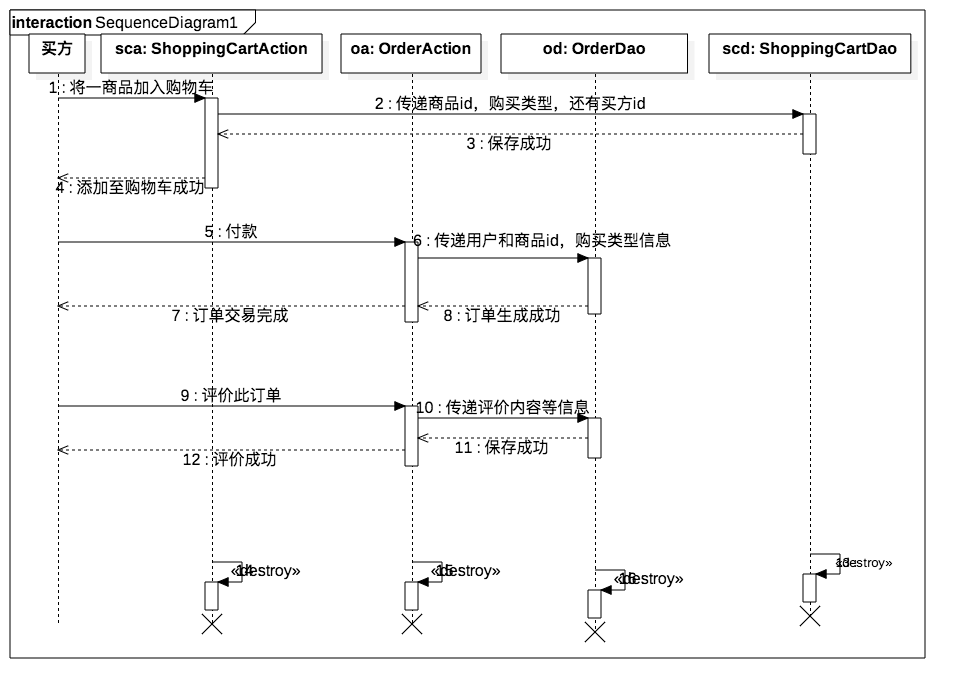 interaction SequenceDiagram1
买方
sca: ShoppingCartAction
oa: OrderAction
od: OrderDao
scd: ShoppingCartDao
1 : 将一商品加入购物车
2 : 传递商品id，购买类型，还有买方id
3 : 保存成功
4 : 添加至购物车成功
5 : 付款
6 : 传递用户和商品id，购买类型信息
7 : 订单交易完成
8 : 订单生成成功
9 : 评价此订单
10 : 传递评价内容等信息
11 : 保存成功
12 : 评价成功
14 «destroy»
15 «destroy»
16 «destroy»
13 «destroy»